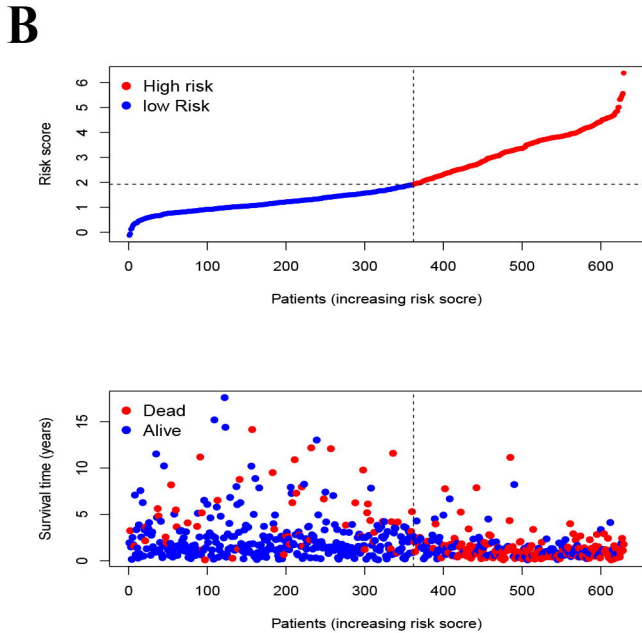 B
High risk
low Risk
Risk score
6
5
4
3
2
1
0
0 100 200 300 400 500 600
Patients (increasing risk socre)
Dead
Alive
Survival time (years)
15
10
5
0
0 100 200 300 400 500 600
Patients (increasing risk socre)